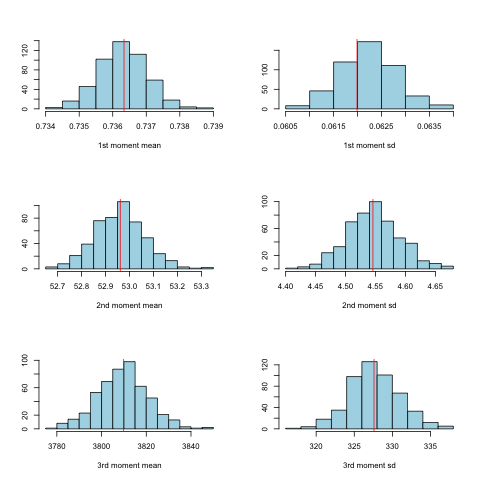 0 40 80 120
0.734 0.735 0.736 0.737 0.738 0.739
1st moment mean
0 50 100
0.0605 0.0615 0.0625 0.0635
1st moment sd
0 40 80
52.7 52.8 52.9 53.0 53.1 53.2 53.3
2nd moment mean
0 20 60 100
4.40 4.45 4.50 4.55 4.60 4.65
2nd moment sd
0 20 40 60 80 100
3780 3800 3820 3840
3rd moment mean
0 40 80 120
320 325 330 335
3rd moment sd